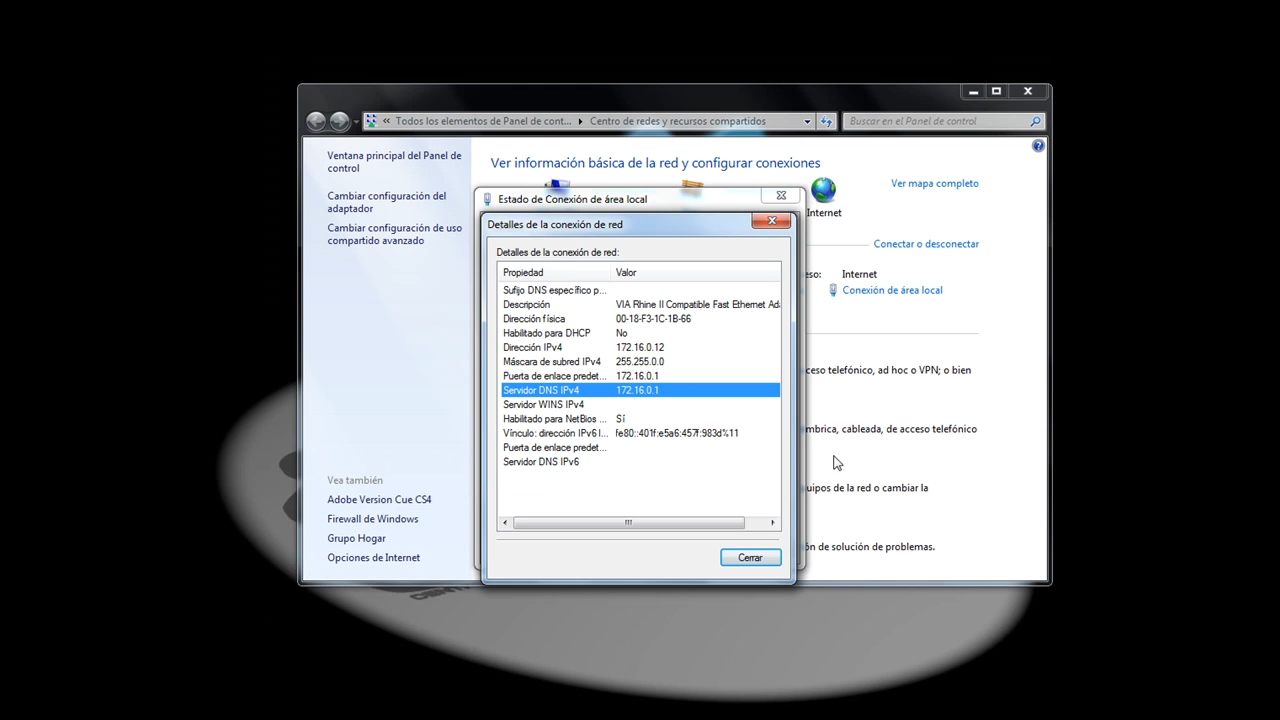 « Todos los elementos de Panel de cont... ▸ Centro de redes y recursos compartidos
Buscar en el Panel de control
Ventana principal del Panel de
control
Cambiar configuración del
adaptador
Cambiar configuración de uso
compartido avanzado
Vea también
Adobe Version Cue CS4
Firewall de Windows
Grupo Hogar
Opciones de Internet
Ver información básica de la red y configurar conexiones
Ver mapa completo
Internet
Conectar o desconectar
eso: Internet
Conexión de área local
ceso telefónico, ad hoc o VPN; o bien
mbrica, cableada, de acceso telefónico
uipos de la red o cambiar la
ón de solución de problemas.
Estado de Conexión de área local
Detalles de la conexión de red
Detalles de la conexión de red:
Propiedad Valor
Sufijo DNS específico p...
Descripción VIA Rhine II Compatible Fast Ethernet Ad
Dirección física 00-18-F3-1C-1B-66
Habilitado para DHCP No
Dirección IPv4 172.16.0.12
Máscara de subred IPv4 255.255.0.0
Puerta de enlace predet... 172.16.0.1
Servidor DNS IPv4 172.16.0.1
Servidor WINS IPv4
Habilitado para NetBios ... Sí
Vínculo: dirección IPv6 l... fe80::401f:e5a6:457f:983d%11
Puerta de enlace predet...
Servidor DNS IPv6
Cerrar